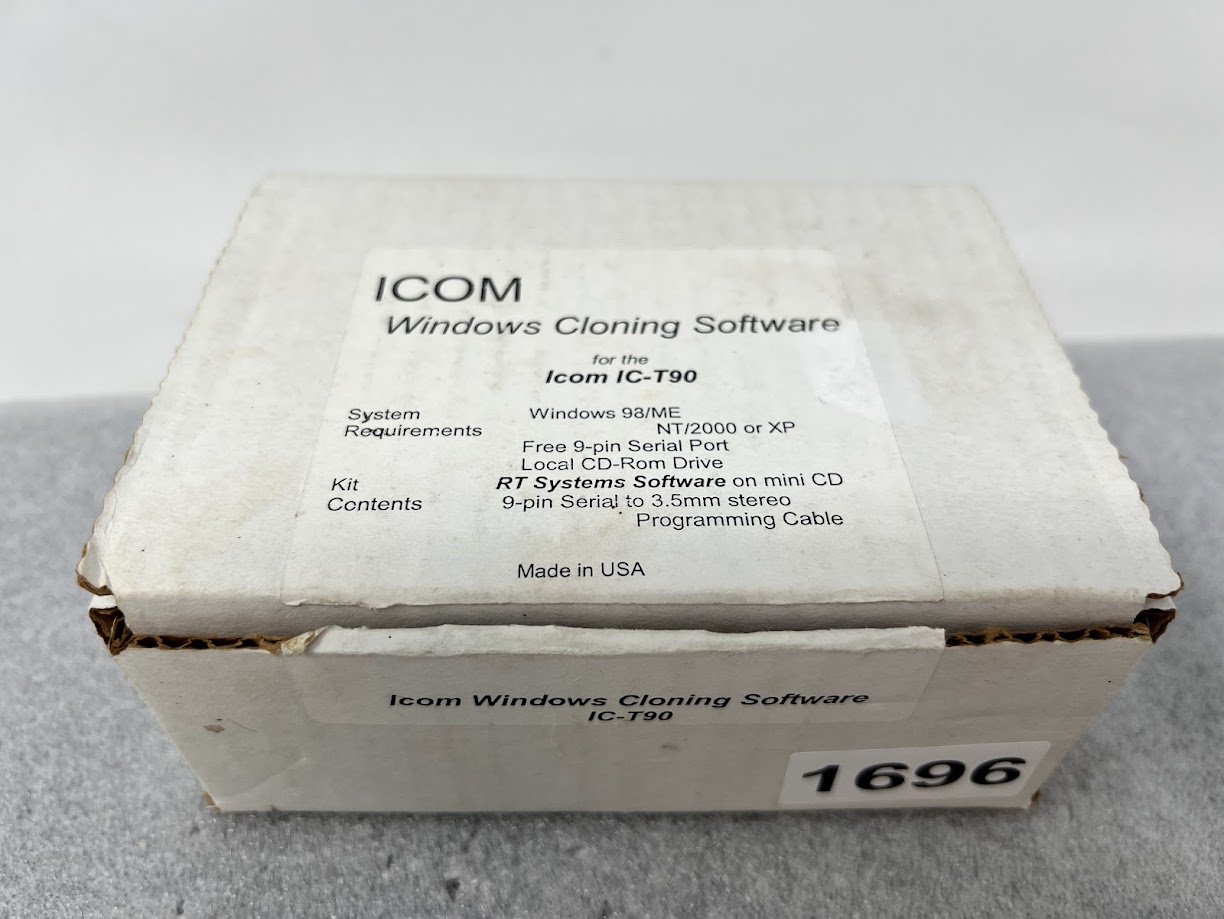 ICOM
Windows Cloning Software
for the
Icom IC-T90
System Windows 98/ME
Requirements NT/2000 or XP
Free 9-pin Serial Port
Local CD-Rom Drive
Kit RT Systems Software on mini CD
Contents 9-pin Serial to 3.5mm stereo
Programming Cable
Made in USA
Icom Windows Cloning Software
IC-T90
1696